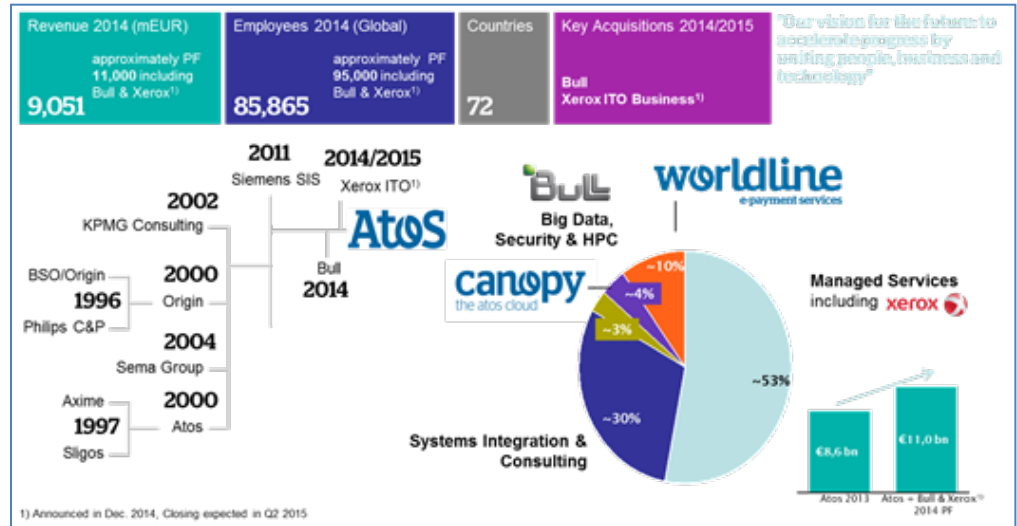 Revenue 2014 (mEUR)
approximately PF
11,000 including
Bull & Xerox1)
9,051
Employees 2014 (Global)
approximately PF
95,000 including
Bull & Xerox1)
85,865
Countries
72
Key Acquisitions 2014/2015
Bull
Xerox ITO Business1)
"Our vision for the future: to
accelerate progress by
uniting people, business and
technology"
2011
Siemens SIS
2014/2015
Xerox ITO1)
2002
KPMG Consulting
Atos
Bull
2014
BSO/Origin
1996
Philips C&P
2000
Origin
2004
Sema Group
Axime
1997
Sligos
2000
Atos
Bull
Big Data,
Security & HPC
worldline
e-payment services
canopy
the atos cloud
Managed Services
including xerox
~10%
~4%
~3%
~53%
~30%
Systems Integration &
Consulting
€8,6 bn
€11,0 bn
Atos 2013
Atos + Bull & Xerox1)
2014 PF
1) Announced in Dec. 2014, Closing expected in Q2 2015